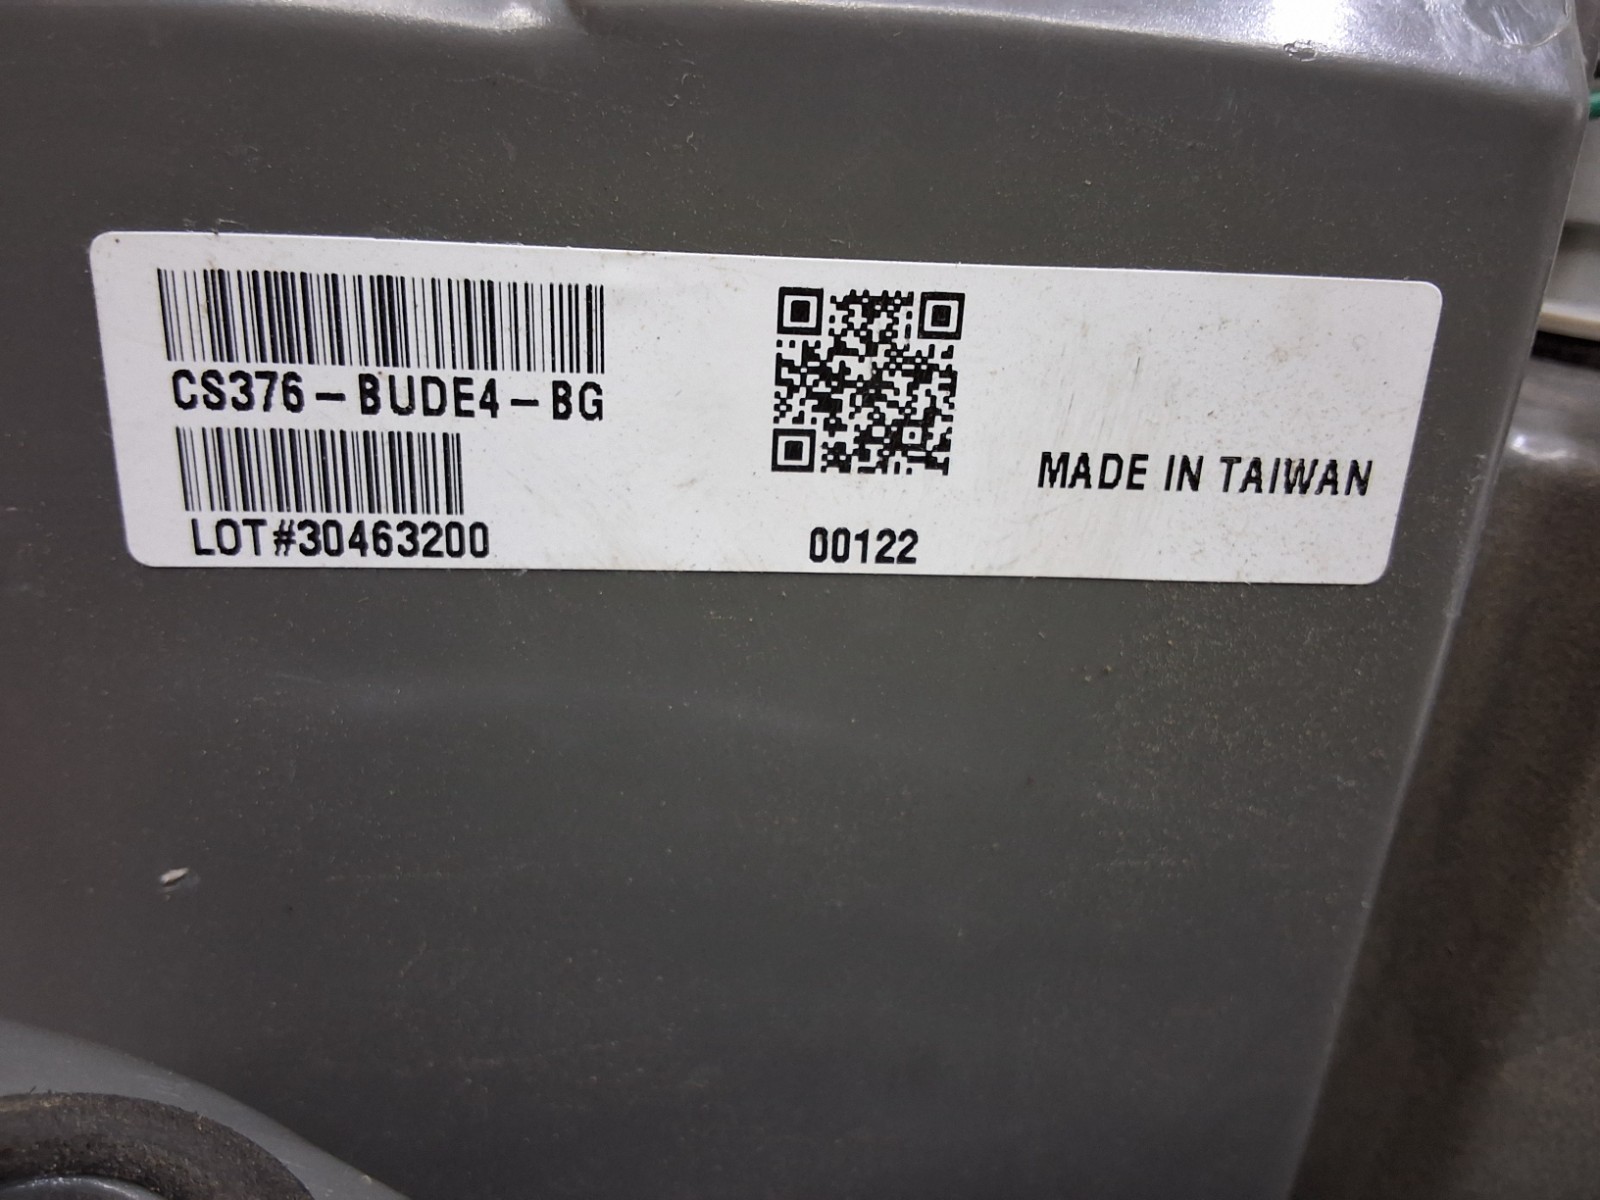 CS376-BUDE4-BG
LOT#30463200
00122
MADE IN TAIWAN